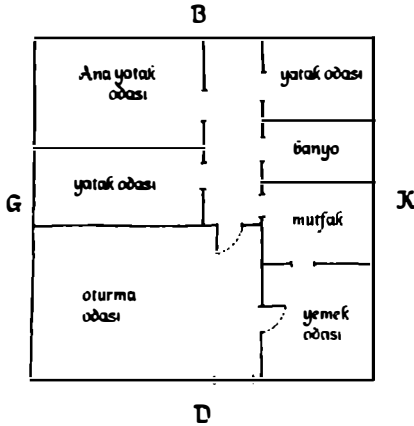 B
Ana yatak
odası
yatak odası
banyo
yatak odası
G
K
mutfak
oturma
odası
yemek
odası
D